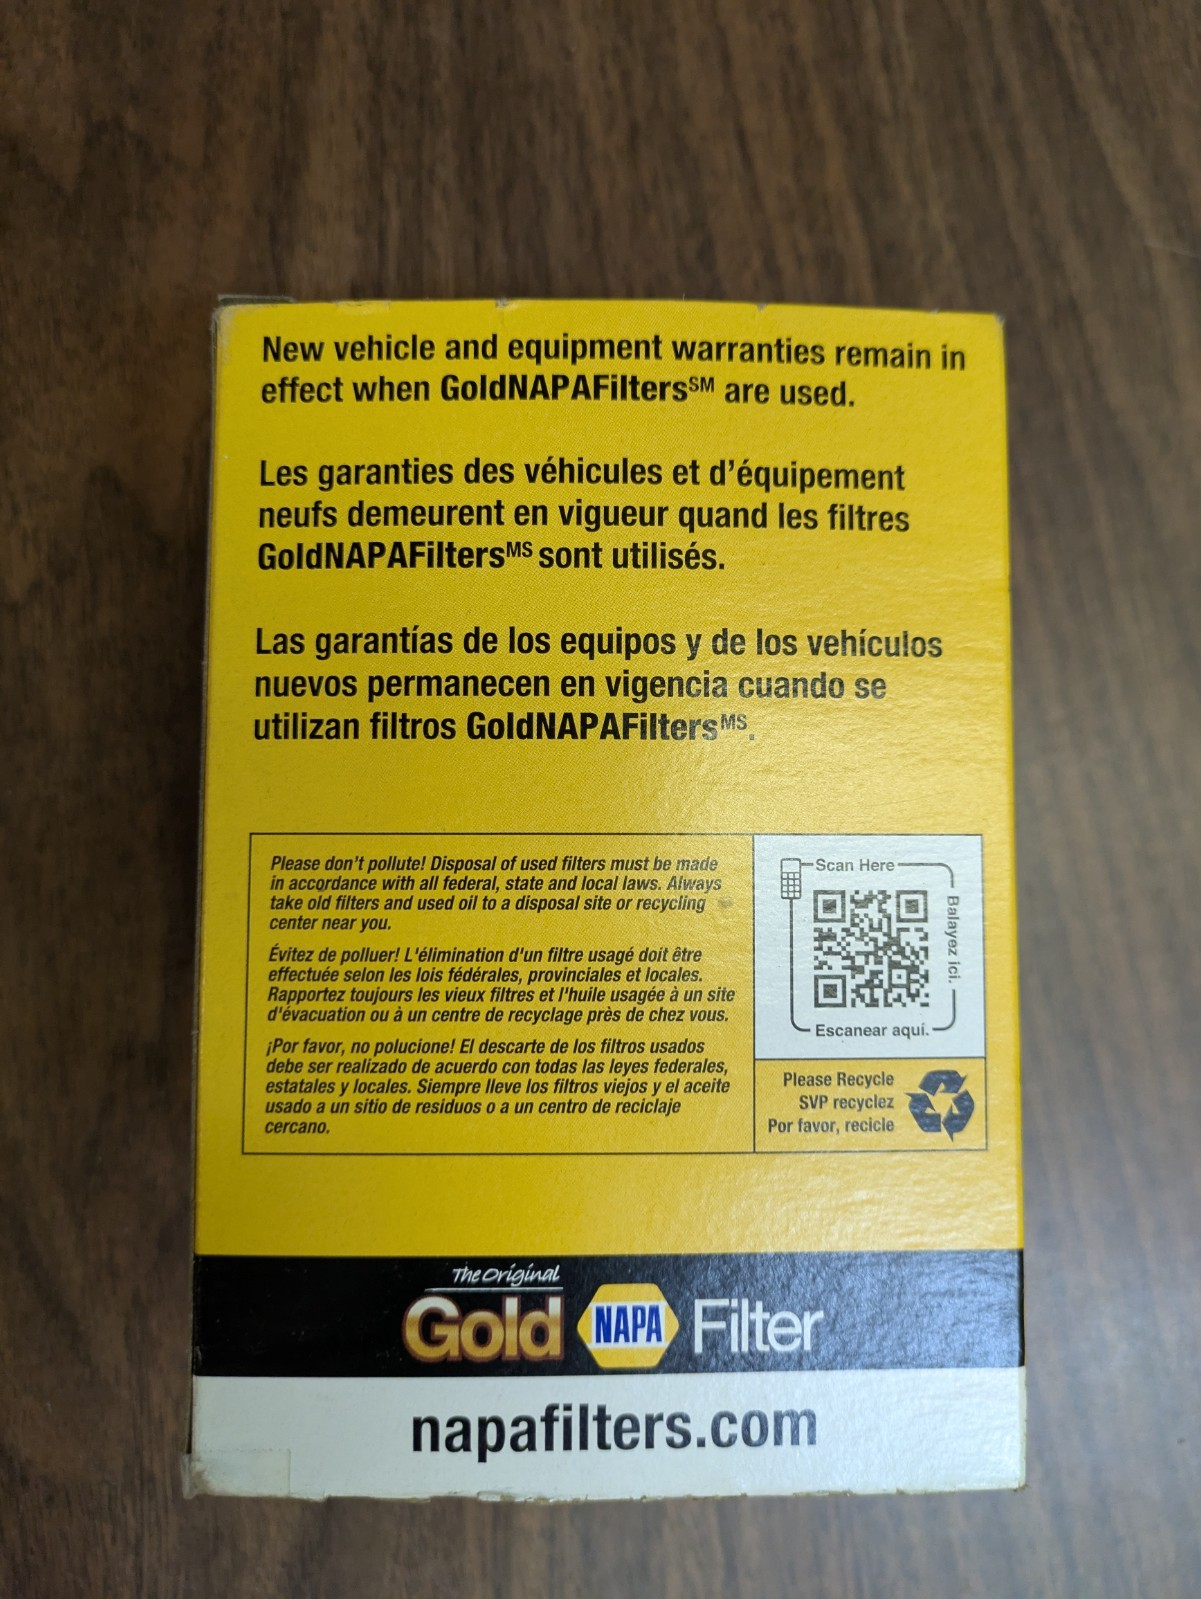 New vehicle and equipment warranties remain in
effect when GoldNAPAFilters℠ are used.
Les garanties des véhicules et d'équipement
neufs demeurent en vigueur quand les filtres
GoldNAPAFiltersMS sont utilisés.
Las garantías de los equipos y de los vehículos
nuevos permanecen en vigencia cuando se
utilizan filtros GoldNAPAFiltersMS.
Please don't pollute! Disposal of used filters must be made
in accordance with all federal, state and local laws. Always
take old filters and used oil to a disposal site or recycling
center near you.
Évitez de polluer! L'élimination d'un filtre usagé doit être
effectuée selon les lois fédérales, provinciales et locales.
Rapportez toujours les vieux filtres et l'huile usagée à un site
d'évacuation ou à un centre de recyclage près de chez vous.
¡Por favor, no polucione! El descarte de los filtros usados
debe ser realizado de acuerdo con todas las leyes federales,
estatales y locales. Siempre lleve los filtros viejos y el aceite
usado a un sitio de residuos o a un centro de reciclaje
cercano.
Scan Here
Balayez ici.
Escanear aquí.
Please Recycle
SVP recyclez
Por favor, recicle
The Original
Gold NAPA Filter
napafilters.com